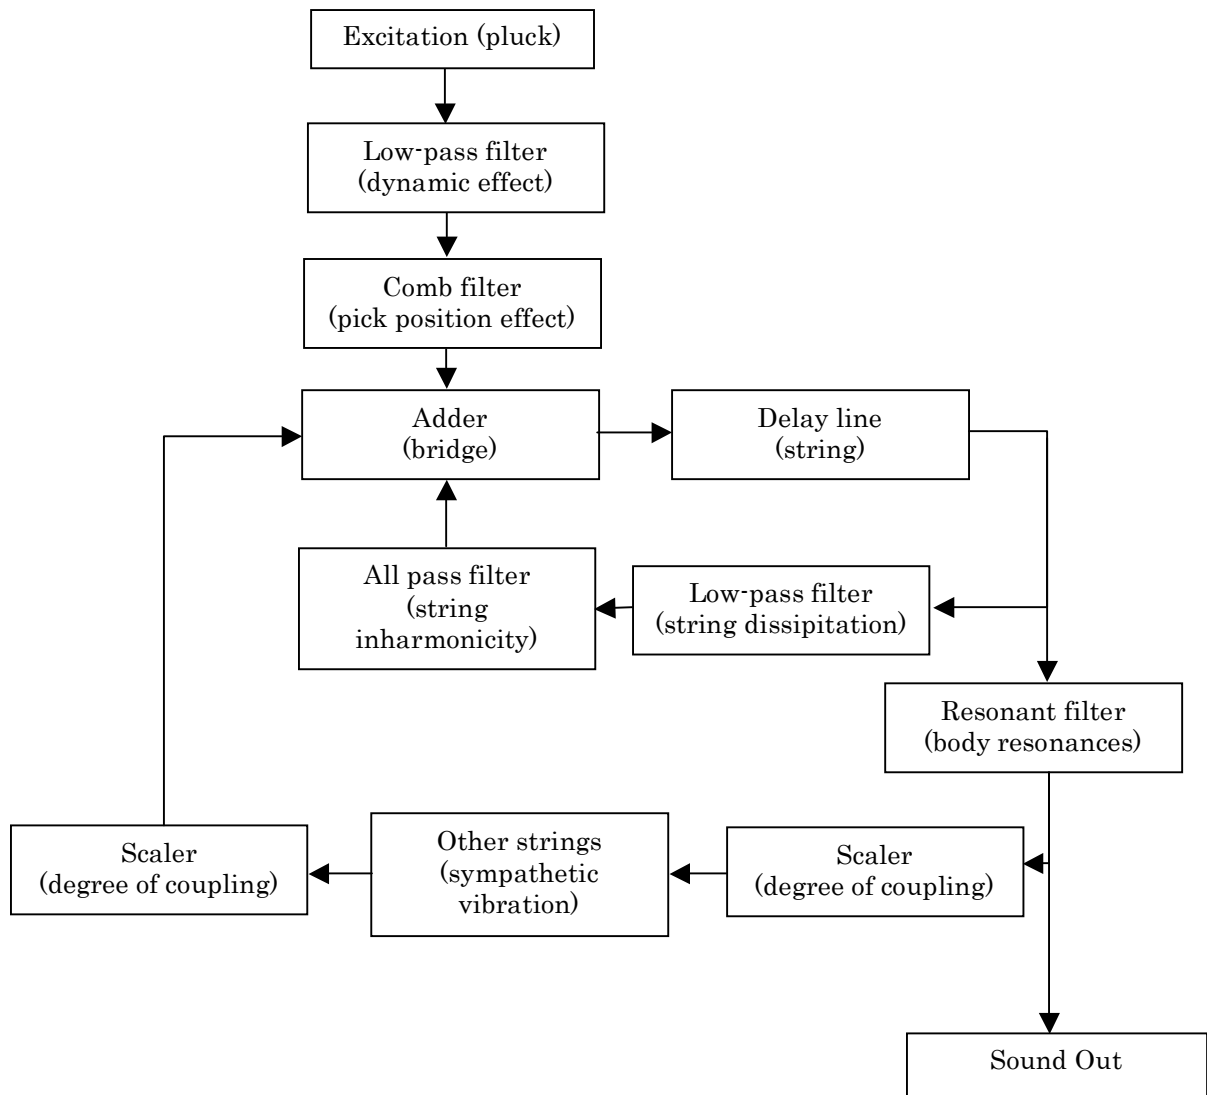 Excitation (pluck)
Low-pass filter
(dynamic effect)
Comb filter
(pick position effect)
Adder
(bridge)
Delay line
(string)
All pass filter
(string
inharmonicity)
Low-pass filter
(string dissipitation)
Resonant filter
(body resonances)
Scaler
(degree of coupling)
Other strings
(sympathetic
vibration)
Scaler
(degree of coupling)
Sound Out